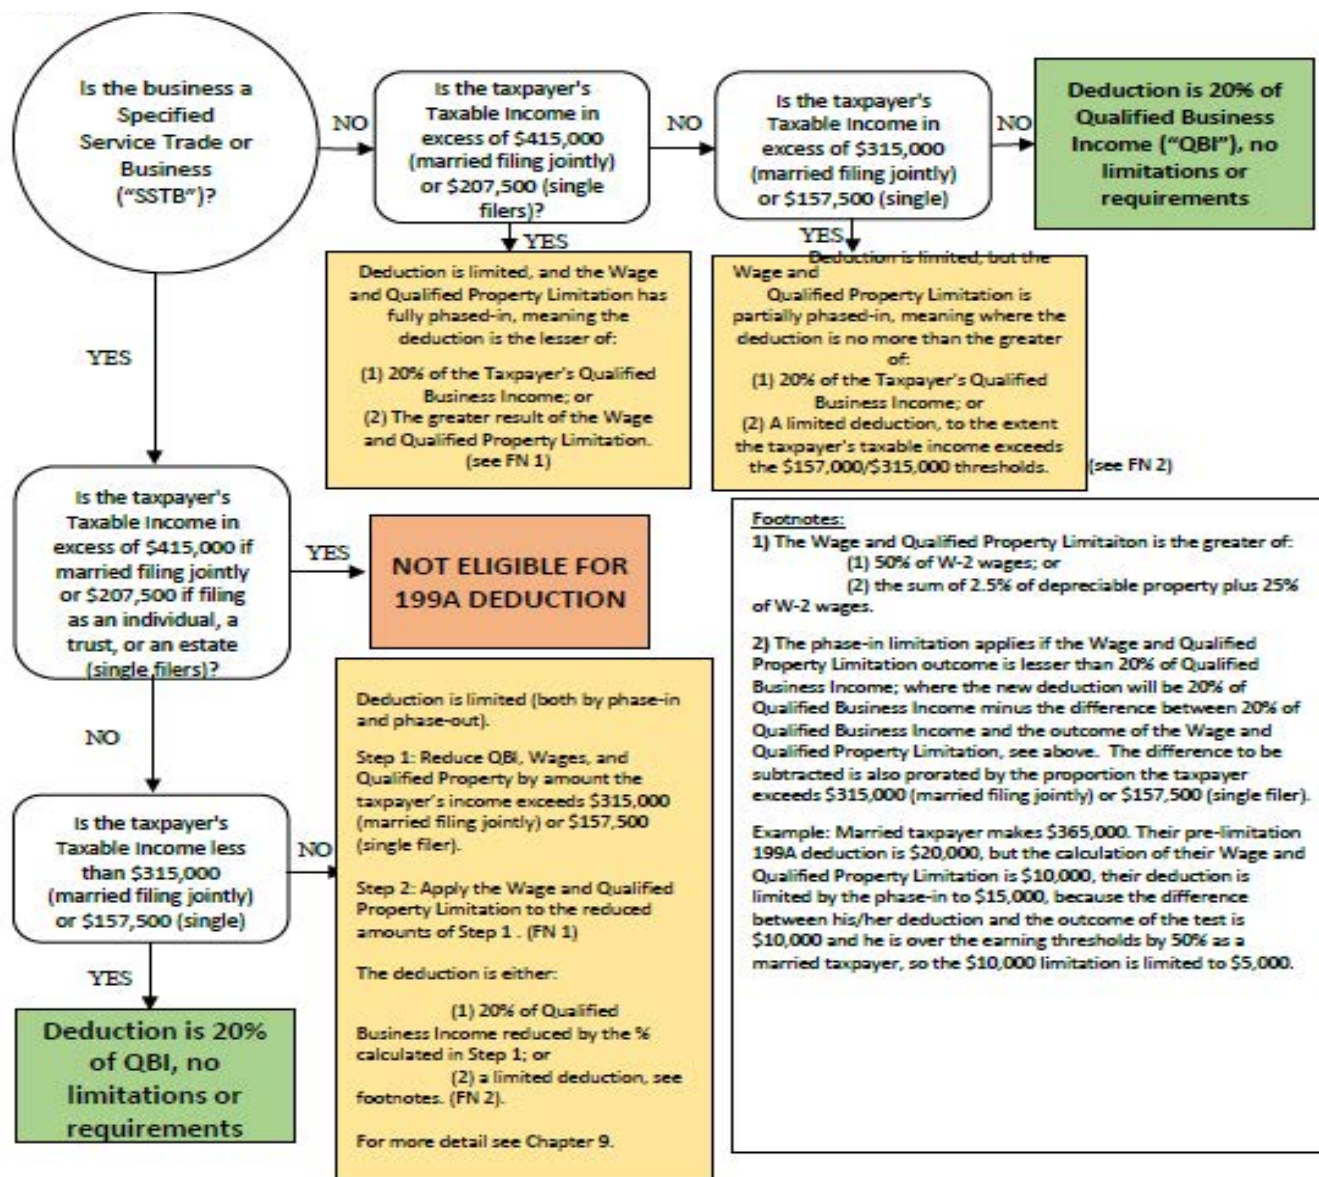 Is the business a
Specified
Service Trade or
Business
(“SSTB”)?
NO
Is the taxpayer's
Taxable Income in
excess of $415,000
(married filing jointly)
or $207,500 (single
filers)?
NO
Is the taxpayer's
Taxable Income in
excess of $315,000
(married filing jointly)
or $157,500 (single)
NO
Deduction is 20% of
Qualified Business
Income (“QBI”), no
limitations or
requirements
YES
Deduction is limited, and the Wage
and Qualified Property Limitation has
fully phased-in, meaning the
deduction is the lesser of:
(1) 20% of the Taxpayer's Qualified
Business Income; or
(2) The greater result of the Wage
and Qualified Property Limitation.
(see FN 1)
YES
Deduction is limited, but the
Wage and
Qualified Property Limitation is
partially phased-in, meaning where the
deduction is no more than the greater
of:
(1) 20% of the Taxpayer's Qualified
Business Income; or
(2) A limited deduction, to the extent
the taxpayer's taxable income exceeds
the $157,000/$315,000 thresholds.
(see FN 2)
YES
Is the taxpayer's
Taxable Income in
excess of $415,000 if
married filing jointly
or $207,500 if filing
as an individual, a
trust, or an estate
(single filers)?
YES
NOT ELIGIBLE FOR
199A DEDUCTION
NO
Is the taxpayer's
Taxable Income less
than $315,000
(married filing jointly)
or $157,500 (single)
NO
Deduction is limited (both by phase-in
and phase-out).
Step 1: Reduce QBI, Wages, and
Qualified Property by amount the
taxpayer's income exceeds $315,000
(married filing jointly) or $157,500
(single filer).
Step 2: Apply the Wage and Qualified
Property Limitation to the reduced
amounts of Step 1 . (FN 1)
The deduction is either:
(1) 20% of Qualified
Business Income reduced by the %
calculated in Step 1; or
(2) a limited deduction, see
footnotes. (FN 2).
For more detail see Chapter 9.
YES
Deduction is 20%
of QBI, no
limitations or
requirements
Footnotes:
1) The Wage and Qualified Property Limitaiton is the greater of:
(1) 50% of W-2 wages; or
(2) the sum of 2.5% of depreciable property plus 25%
of W-2 wages.
2) The phase-in limitation applies if the Wage and Qualified
Property Limitation outcome is lesser than 20% of Qualified
Business Income; where the new deduction will be 20% of
Qualified Business Income minus the difference between 20% of
Qualified Business Income and the outcome of the Wage and
Qualified Property Limitation, see above. The difference to be
subtracted is also prorated by the proportion the taxpayer
exceeds $315,000 (married filing jointly) or $157,500 (single filer).
Example: Married taxpayer makes $365,000. Their pre-limitation
199A deduction is $20,000, but the calculation of their Wage and
Qualified Property Limitation is $10,000, their deduction is
limited by the phase-in to $15,000, because the difference
between his/her deduction and the outcome of the test is
$10,000 and he is over the earning thresholds by 50% as a
married taxpayer, so the $10,000 limitation is limited to $5,000.